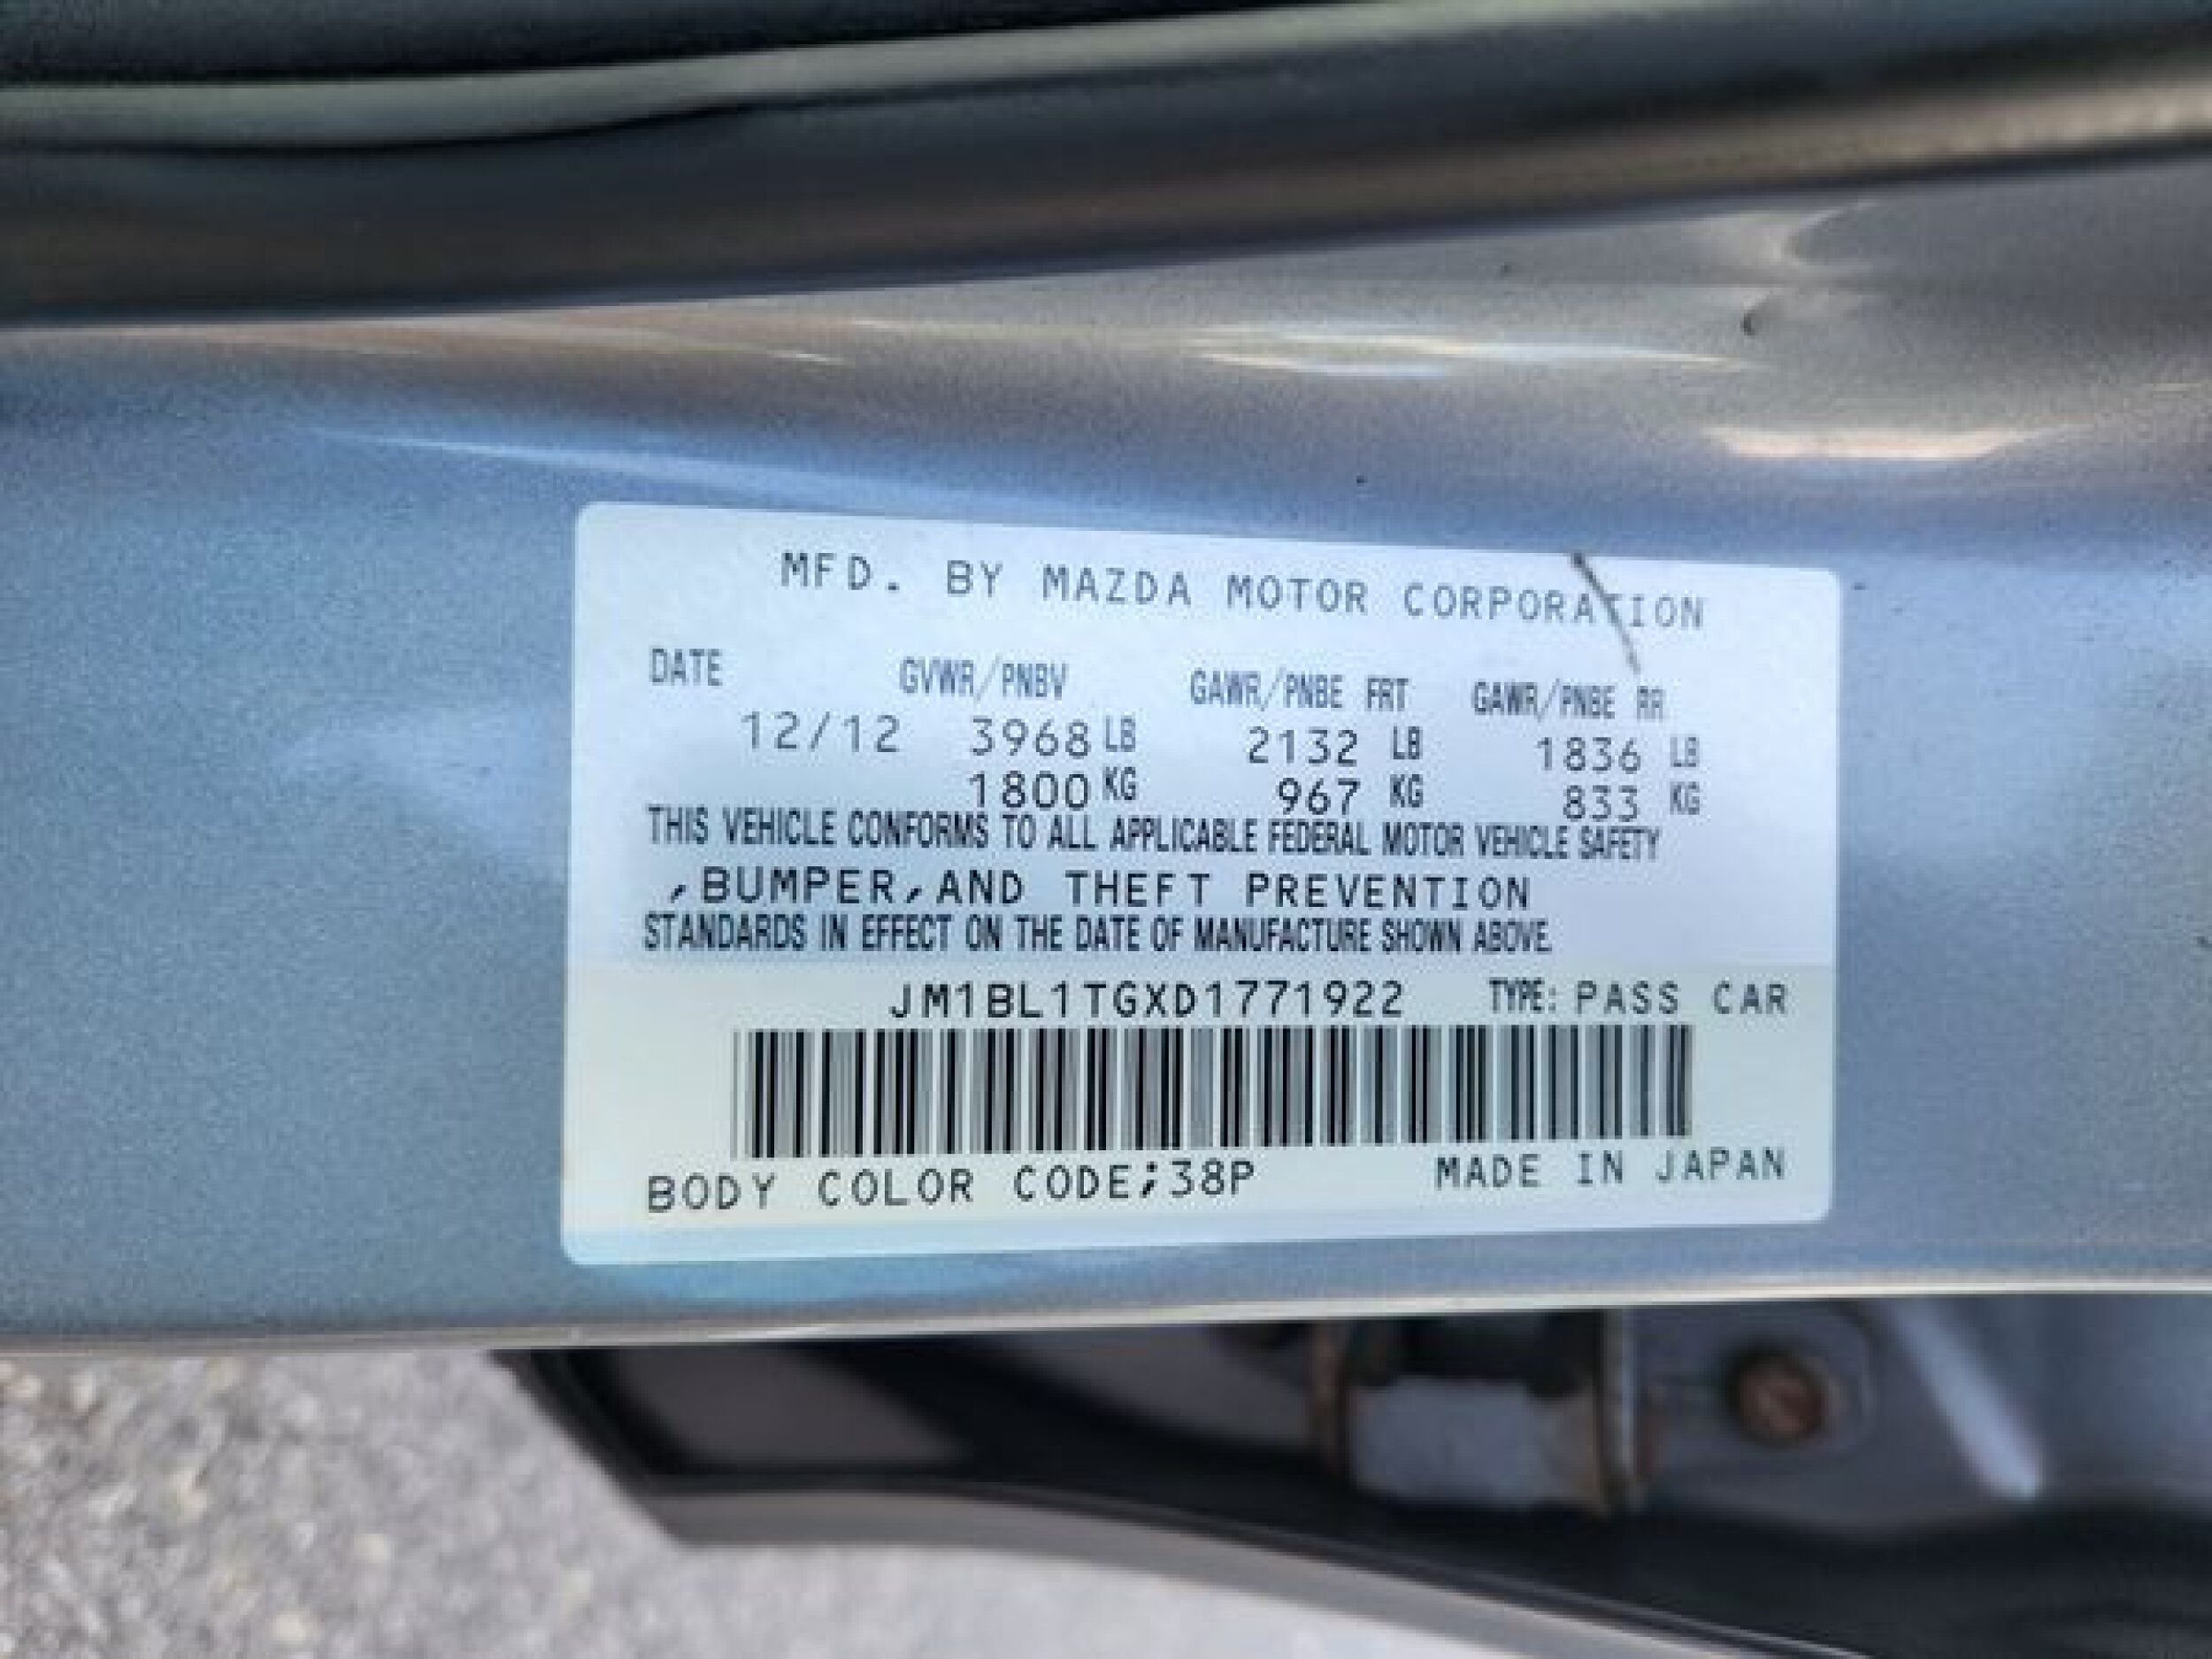 MFD. BY MAZDA MOTOR CORPORATION
DATE GVWR/PNBV GAWR/PNBE FRT GAWR/PNBE RR
12/12 3968 LB 2132 LB 1836 LB
1800 KG 967 KG 833 KG
THIS VEHICLE CONFORMS TO ALL APPLICABLE FEDERAL MOTOR VEHICLE SAFETY
,BUMPER,AND THEFT PREVENTION
STANDARDS IN EFFECT ON THE DATE OF MANUFACTURE SHOWN ABOVE.
JM1BL1TGXD1771922 TYPE: PASS CAR
BODY COLOR CODE;38P MADE IN JAPAN